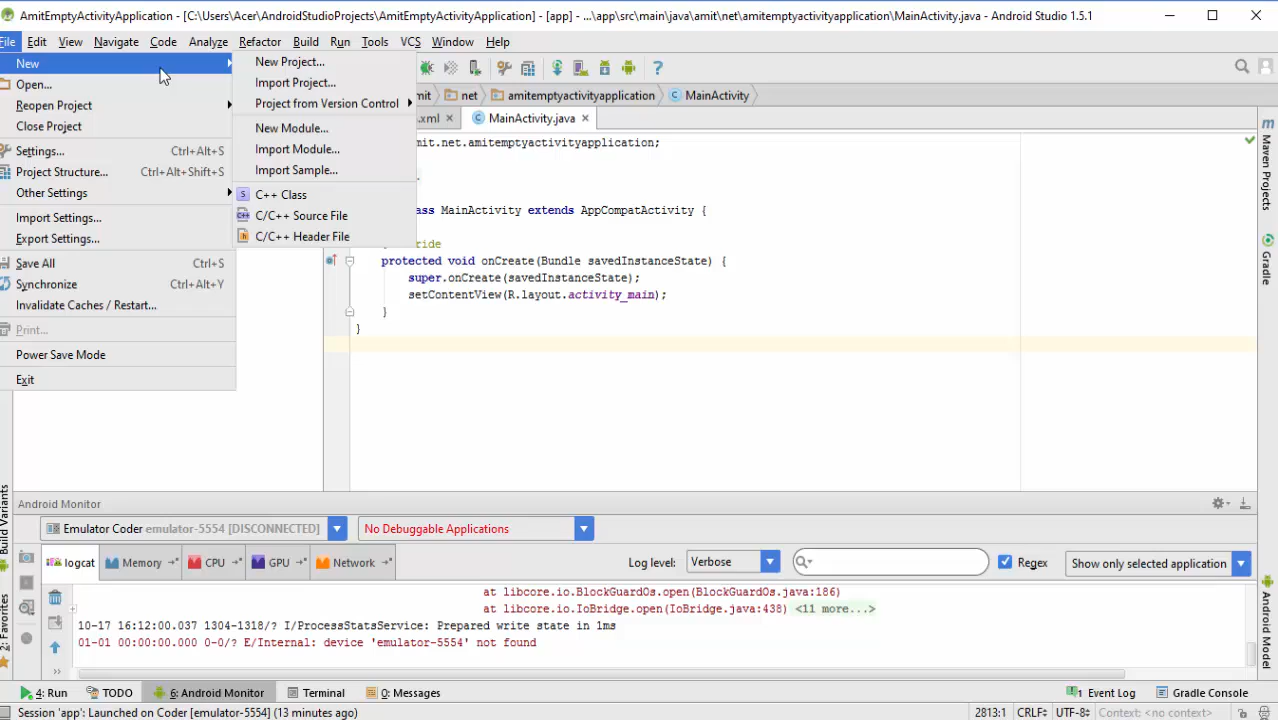 AmitEmptyActivityApplication - [C:\Users\Acer\AndroidStudioProjects\AmitEmptyActivityApplication] - [app] - ...\app\src\main\java\amit\net\amitemptyactivityapplication\MainActivity.java - Android Studio 1.5.1
File Edit View Navigate Code Analyze Refactor Build Run Tools VCS Window Help
New
Open...
Reopen Project
Close Project
Settings... Ctrl+Alt+S
Project Structure... Ctrl+Alt+Shift+S
Other Settings
Import Settings...
Export Settings...
Save All Ctrl+S
Synchronize Ctrl+Alt+Y
Invalidate Caches / Restart...
Print...
Power Save Mode
Exit
New Project...
Import Project...
Project from Version Control
New Module...
Import Module...
Import Sample...
C++ Class
C/C++ Source File
C/C++ Header File
mit net amitemptyactivityapplication MainActivity
.xml MainActivity.java
mit.net.amitemptyactivityapplication;
.
ass MainActivity extends AppCompatActivity {
ride
protected void onCreate(Bundle savedInstanceState) {
super.onCreate(savedInstanceState);
setContentView(R.layout.activity_main);
}
}
Maven Projects
Gradle
Android Model
Build Variants
2: Favorites
Android Monitor
Emulator Coder emulator-5554 [DISCONNECTED] No Debuggable Applications
logcat Memory CPU GPU Network Log level: Verbose Regex Show only selected application
at libcore.io.BlockGuardOs.open(BlockGuardOs.java:186)
at libcore.io.IoBridge.open(IoBridge.java:438) <11 more...>
10-17 16:12:00.037 1304-1318/? I/ProcessStatsService: Prepared write state in 1ms
01-01 00:00:00.000 0-0/? E/Internal: device 'emulator-5554' not found
4: Run TODO 6: Android Monitor Terminal 0: Messages 1 Event Log Gradle Console
Session 'app': Launched on Coder [emulator-5554] (13 minutes ago) 2813:1 CRLF UTF-8 Context: <no context>